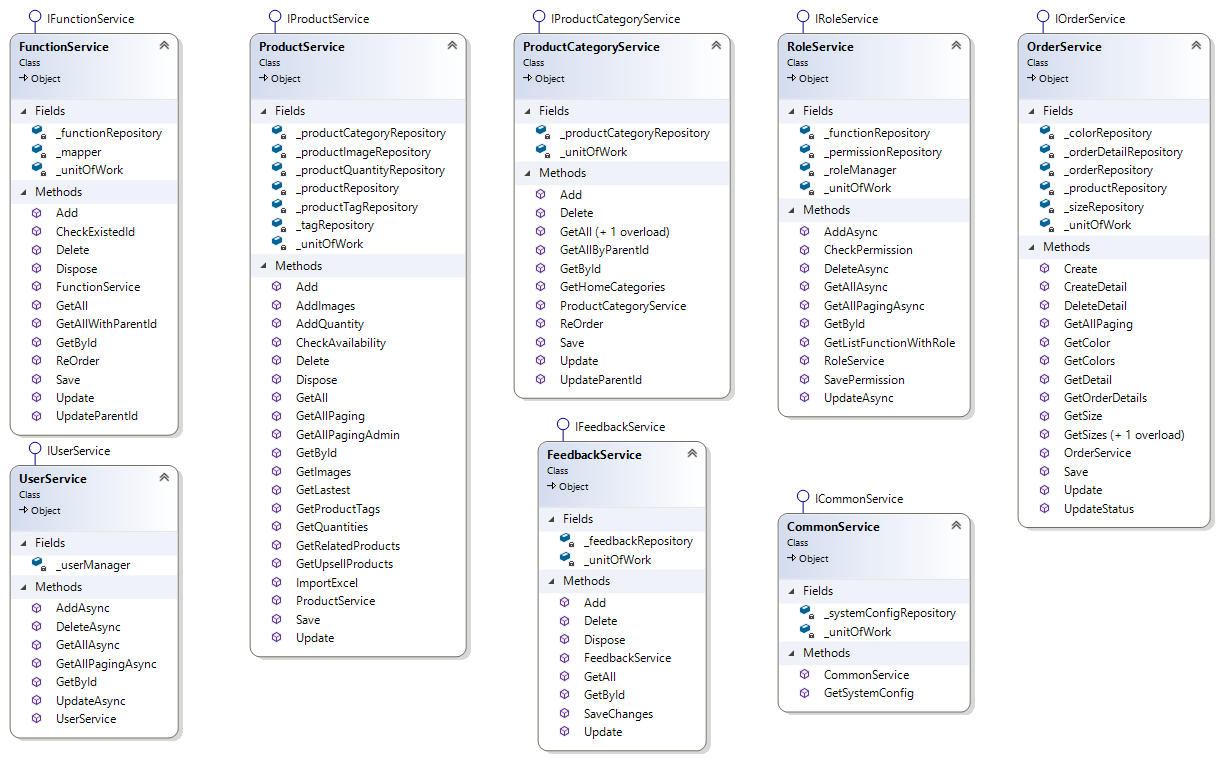 IFunctionService
FunctionService
Class
Object
Fields
_functionRepository
_mapper
_unitOfWork
Methods
Add
CheckExistedId
Delete
Dispose
FunctionService
GetAll
GetAllWithParentId
GetById
ReOrder
Save
Update
UpdateParentId
IUserService
UserService
Class
Object
Fields
_userManager
Methods
AddAsync
DeleteAsync
GetAllAsync
GetAllPagingAsync
GetById
UpdateAsync
UserService
IProductService
ProductService
Class
Object
Fields
_productCategoryRepository
_productImageRepository
_productQuantityRepository
_productRepository
_productTagRepository
_tagRepository
_unitOfWork
Methods
Add
AddImages
AddQuantity
CheckAvailability
Delete
Dispose
GetAll
GetAllPaging
GetAllPagingAdmin
GetById
GetImages
GetLastest
GetProductTags
GetQuantities
GetRelatedProducts
GetUpsellProducts
ImportExcel
ProductService
Save
Update
IProductCategoryService
ProductCategoryService
Class
Object
Fields
_productCategoryRepository
_unitOfWork
Methods
Add
Delete
GetAll (+ 1 overload)
GetAllByParentId
GetById
GetHomeCategories
ProductCategoryService
ReOrder
Save
Update
UpdateParentId
IFeedbackService
FeedbackService
Class
Object
Fields
_feedbackRepository
_unitOfWork
Methods
Add
Delete
Dispose
FeedbackService
GetAll
GetById
SaveChanges
Update
IRoleService
RoleService
Class
Object
Fields
_functionRepository
_permissionRepository
_roleManager
_unitOfWork
Methods
AddAsync
CheckPermission
DeleteAsync
GetAllAsync
GetAllPagingAsync
GetById
GetListFunctionWithRole
RoleService
SavePermission
UpdateAsync
ICommonService
CommonService
Class
Object
Fields
_systemConfigRepository
_unitOfWork
Methods
CommonService
GetSystemConfig
IOrderService
OrderService
Class
Object
Fields
_colorRepository
_orderDetailRepository
_orderRepository
_productRepository
_sizeRepository
_unitOfWork
Methods
Create
CreateDetail
DeleteDetail
GetAllPaging
GetColor
GetColors
GetDetail
GetOrderDetails
GetSize
GetSizes (+ 1 overload)
OrderService
Save
Update
UpdateStatus